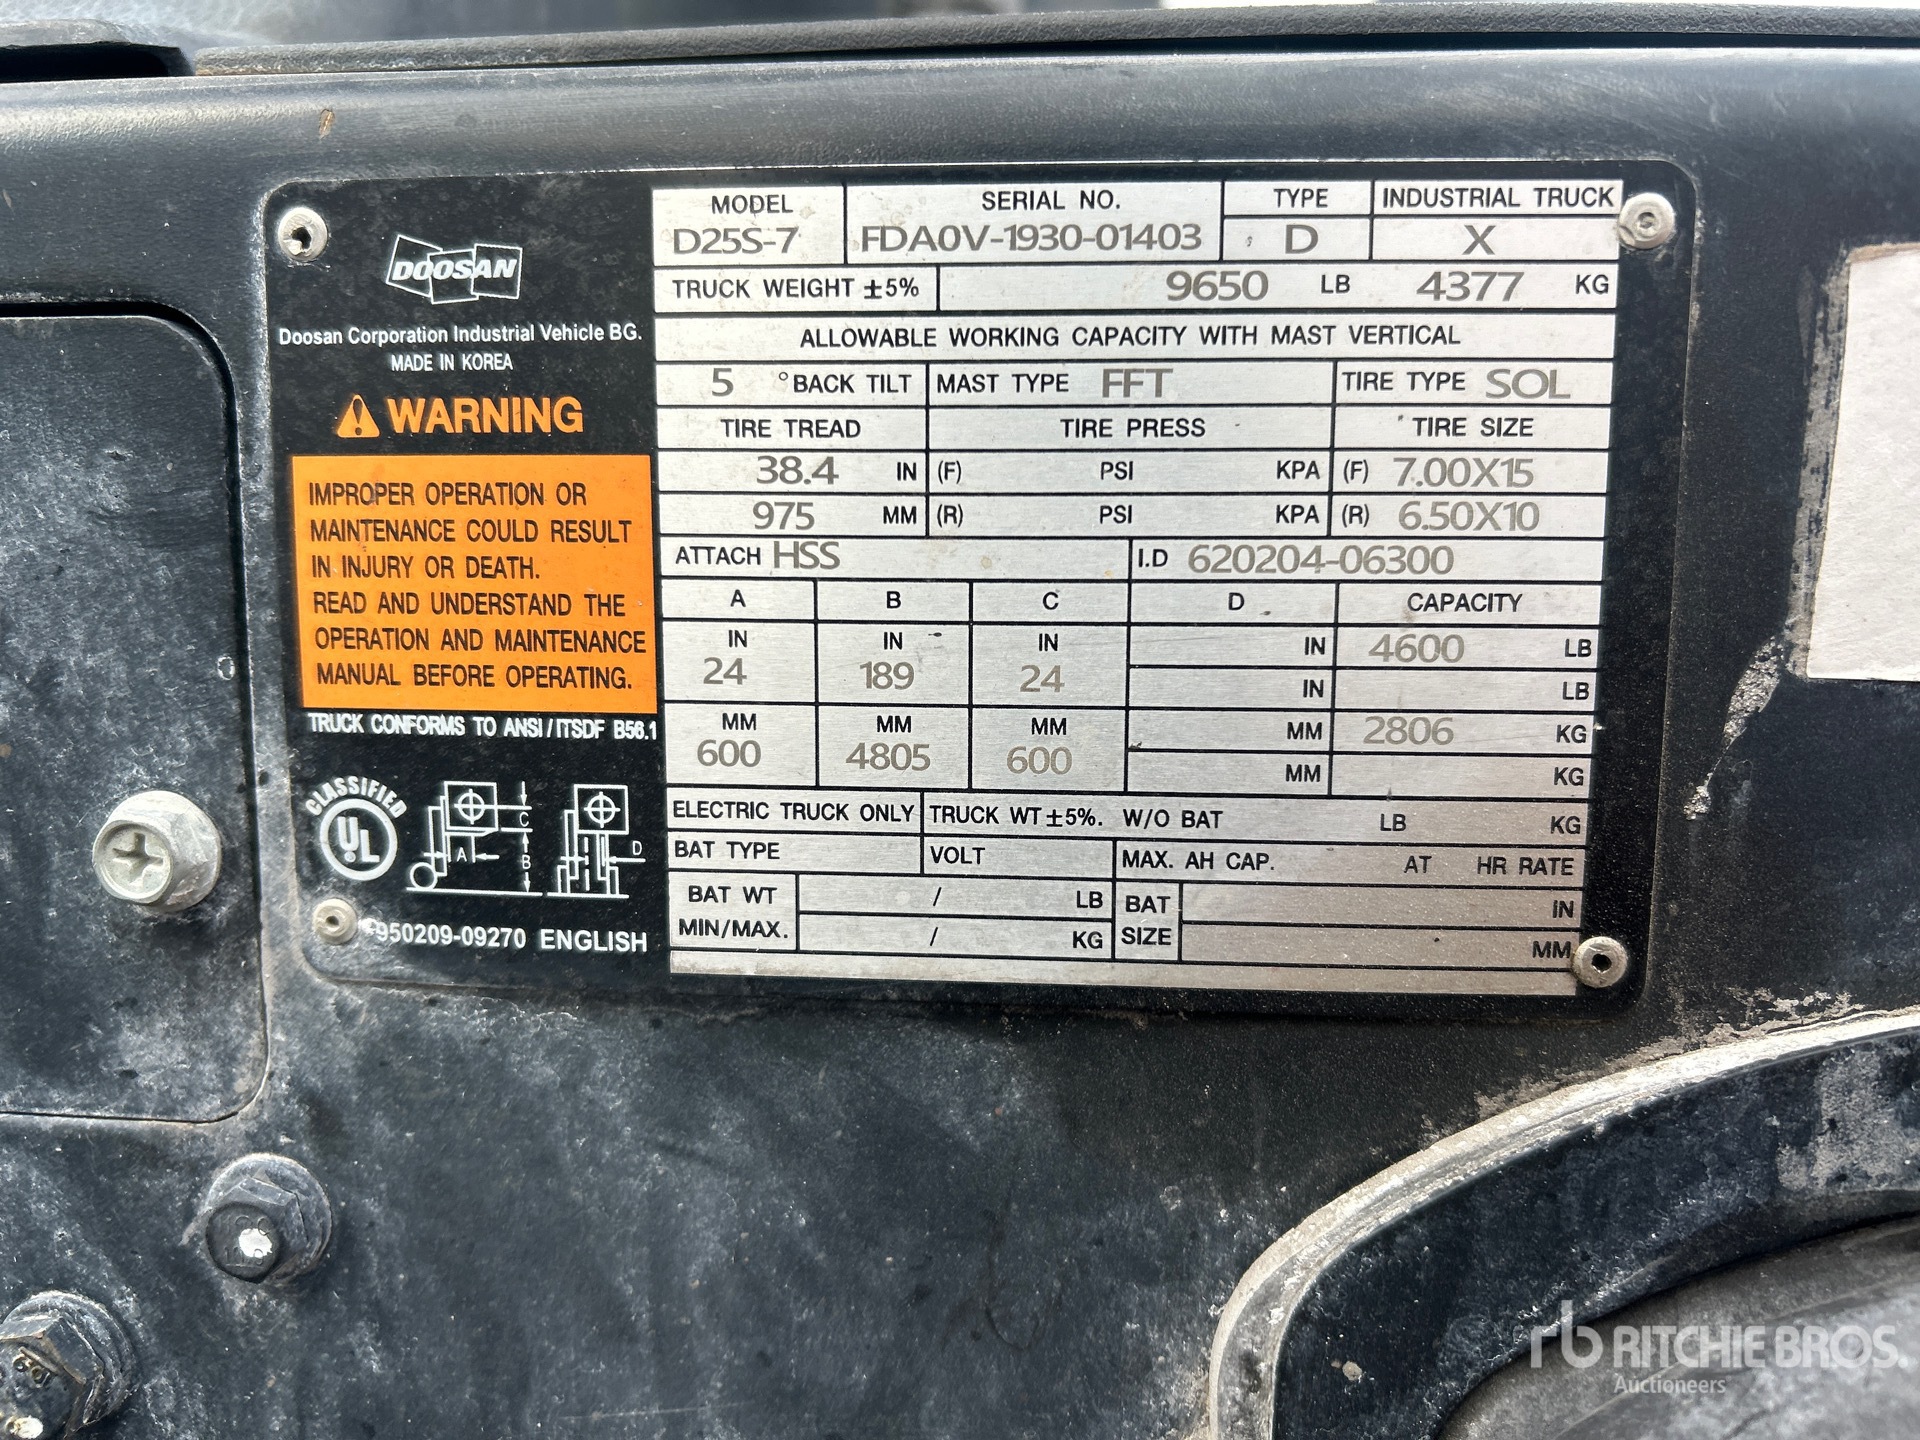 DOOSAN
Doosan Corporation Industrial Vehicle BG.
MADE IN KOREA
WARNING
IMPROPER OPERATION OR
MAINTENANCE COULD RESULT
IN INJURY OR DEATH.
READ AND UNDERSTAND THE
OPERATION AND MAINTENANCE
MANUAL BEFORE OPERATING.
TRUCK CONFORMS TO ANSI/ITSDF B56.1
CLASSIFIED
UL
A B C D
950209-09270 ENGLISH
MODEL SERIAL NO. TYPE INDUSTRIAL TRUCK
D25S-7 FDA0V-1930-01403 D X
TRUCK WEIGHT ±5% 9650 LB 4377 KG
ALLOWABLE WORKING CAPACITY WITH MAST VERTICAL
5 °BACK TILT MAST TYPE FFT TIRE TYPE SOL
TIRE TREAD TIRE PRESS TIRE SIZE
38.4 IN (F) PSI KPA (F) 7.00X15
975 MM (R) PSI KPA (R) 6.50X10
ATTACH HSS I.D 620204-06300
A B C D CAPACITY
IN IN IN IN 4600 LB
24 189 24 IN LB
MM MM MM MM 2806 KG
600 4805 600 MM KG
ELECTRIC TRUCK ONLY TRUCK WT ±5%. W/O BAT LB KG
BAT TYPE VOLT MAX. AH CAP. AT HR RATE
BAT WT / LB BAT IN
MIN/MAX. / KG SIZE MM
rb RITCHIE BROS.
Auctioneers